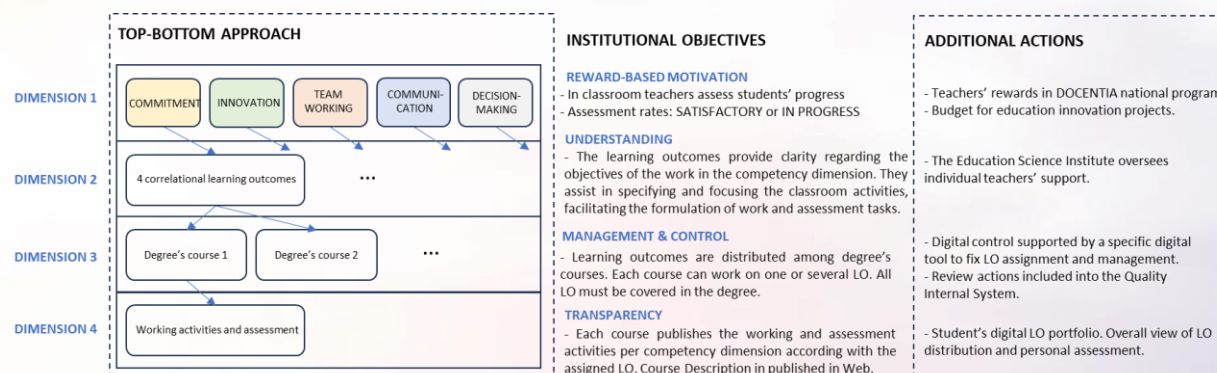 TOP-BOTTOM APPROACH
DIMENSION 1
COMMITMENT
INNOVATION
TEAM
WORKING
COMMUNI-
CATION
DECISION-
MAKING
DIMENSION 2
4 correlational learning outcomes
...
DIMENSION 3
Degree's course 1
Degree's course 2
...
DIMENSION 4
Working activities and assessment
INSTITUTIONAL OBJECTIVES
REWARD-BASED MOTIVATION
- In classroom teachers assess students' progress
- Assessment rates: SATISFACTORY or IN PROGRESS
UNDERSTANDING
- The learning outcomes provide clarity regarding the
objectives of the work in the competency dimension. They
assist in specifying and focusing the classroom activities,
facilitating the formulation of work and assessment tasks.
MANAGEMENT & CONTROL
- Learning outcomes are distributed among degree's
courses. Each course can work on one or several LO. All
LO must be covered in the degree.
TRANSPARENCY
- Each course publishes the working and assessment
activities per competency dimension according with the
assigned LO. Course Description in published in Web.
ADDITIONAL ACTIONS
- Teachers' rewards in DOCENTIA national program
- Budget for education innovation projects.
- The Education Science Institute oversees
individual teachers' support.
- Digital control supported by a specific digital
tool to fix LO assignment and management.
- Review actions included into the Quality
Internal System.
- Student's digital LO portfolio. Overall view of LO
distribution and personal assessment.